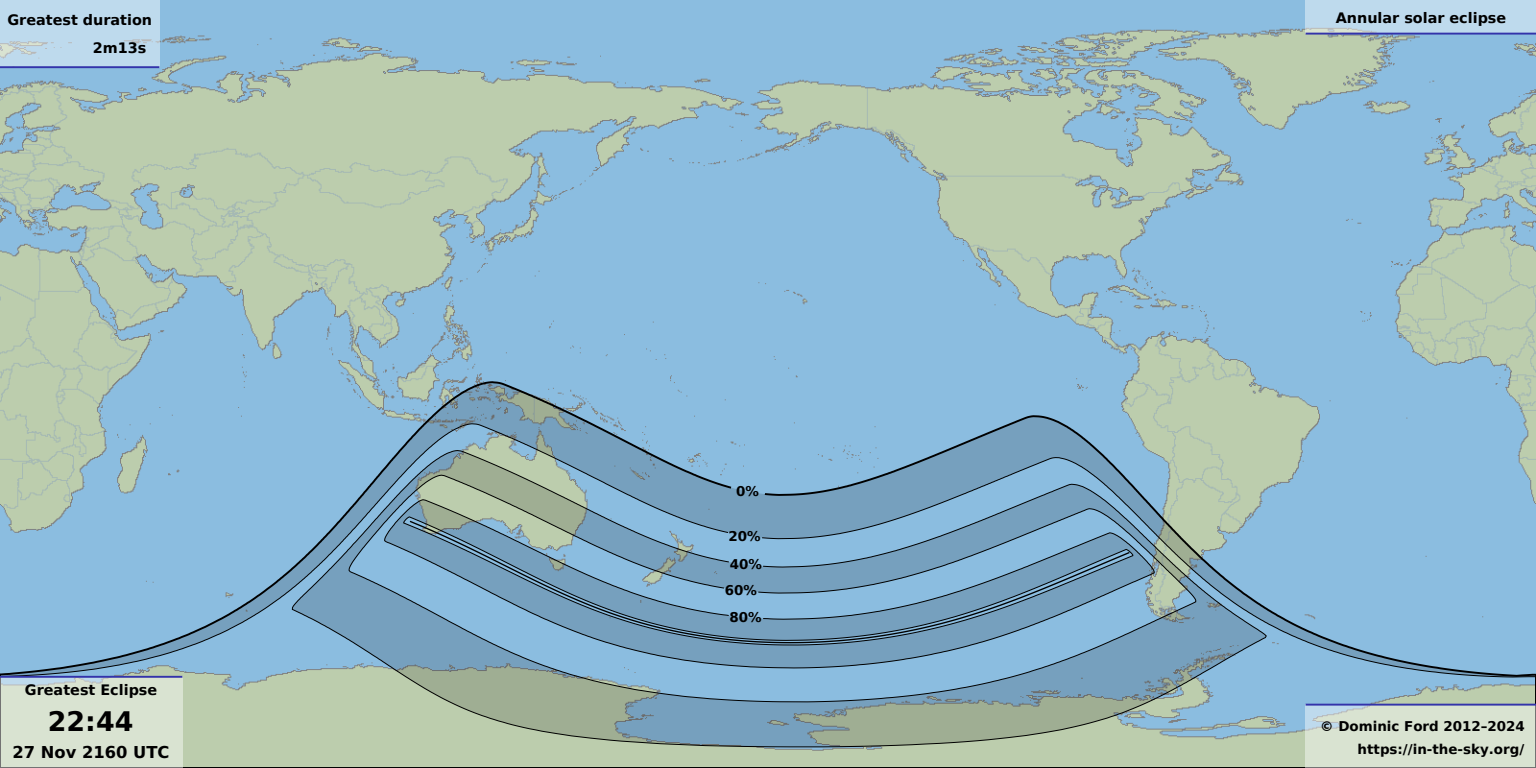 Greatest duration
2m13s
Annular solar eclipse
0%
20%
40%
60%
80%
Greatest Eclipse
22:44
27 Nov 2160 UTC
© Dominic Ford 2012–2024
https://in-the-sky.org/